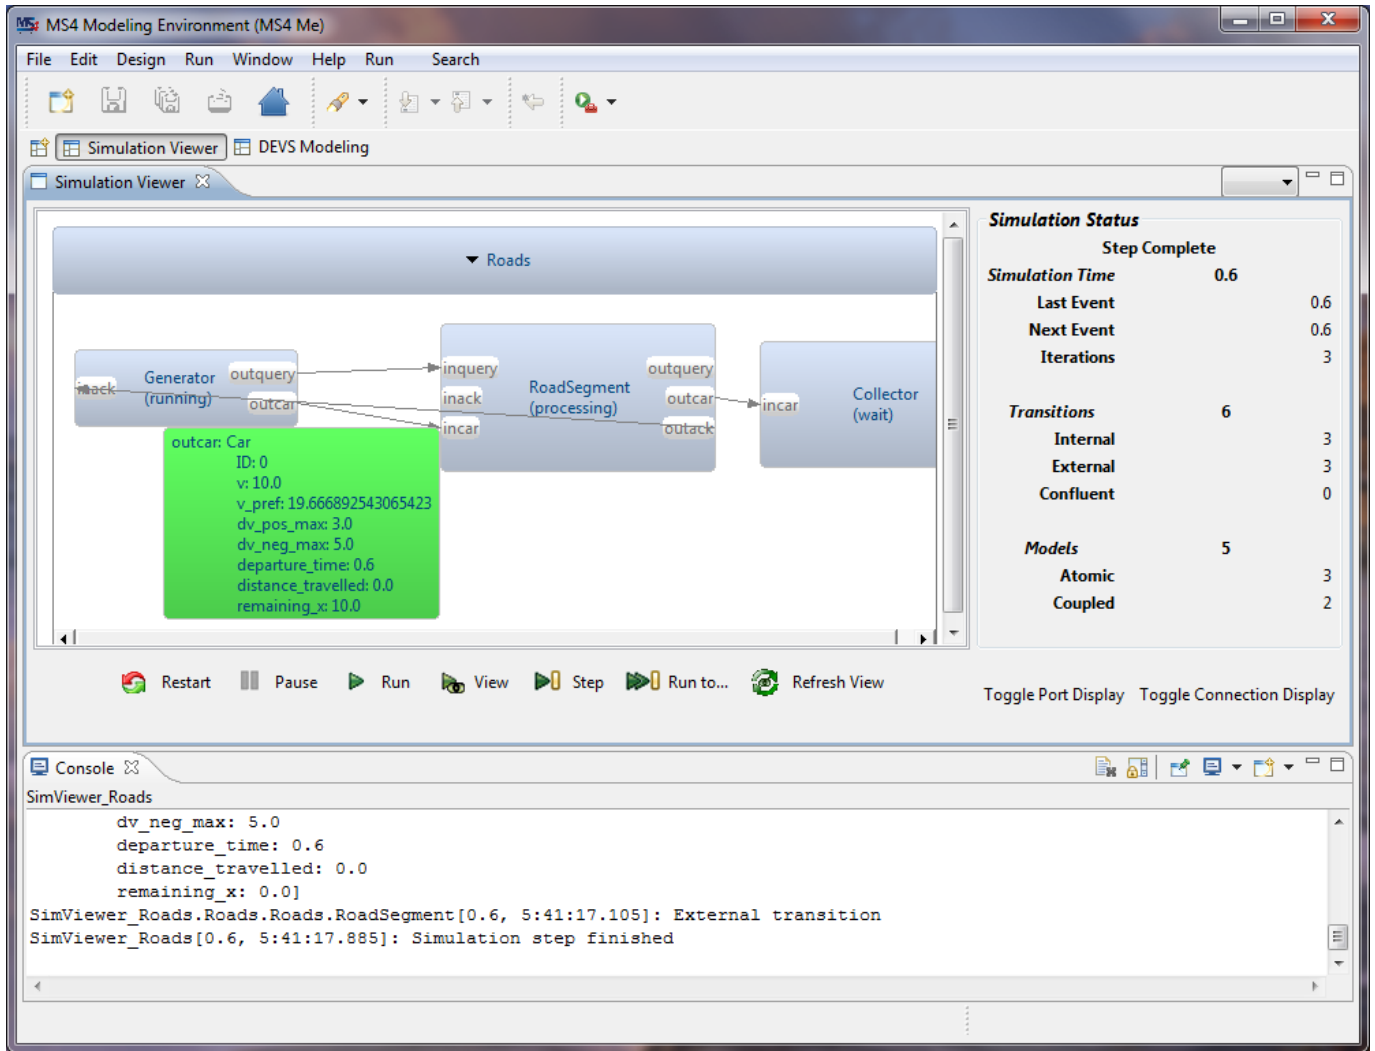 MS4 Modeling Environment (MS4 Me)
File Edit Design Run Window Help Run Search
Simulation Viewer DEVS Modeling
Simulation Viewer
Roads
Generator
(running)
inack
outquery
outcar
inquery
inack
incar
RoadSegment
(processing)
outquery
outcar
outack
incar
Collector
(wait)
outcar: Car
ID: 0
v: 10.0
v_pref: 19.666892543065423
dv_pos_max: 3.0
dv_neg_max: 5.0
departure_time: 0.6
distance_travelled: 0.0
remaining_x: 10.0
Simulation Status
Step Complete
Simulation Time 0.6
Last Event 0.6
Next Event 0.6
Iterations 3
Transitions 6
Internal 3
External 3
Confluent 0
Models 5
Atomic 3
Coupled 2
Restart Pause Run View Step Run to... Refresh View
Toggle Port Display Toggle Connection Display
Console
SimViewer_Roads
dv_neg_max: 5.0
departure_time: 0.6
distance_travelled: 0.0
remaining_x: 0.0]
SimViewer_Roads.Roads.Roads.RoadSegment[0.6, 5:41:17.105]: External transition
SimViewer_Roads[0.6, 5:41:17.885]: Simulation step finished